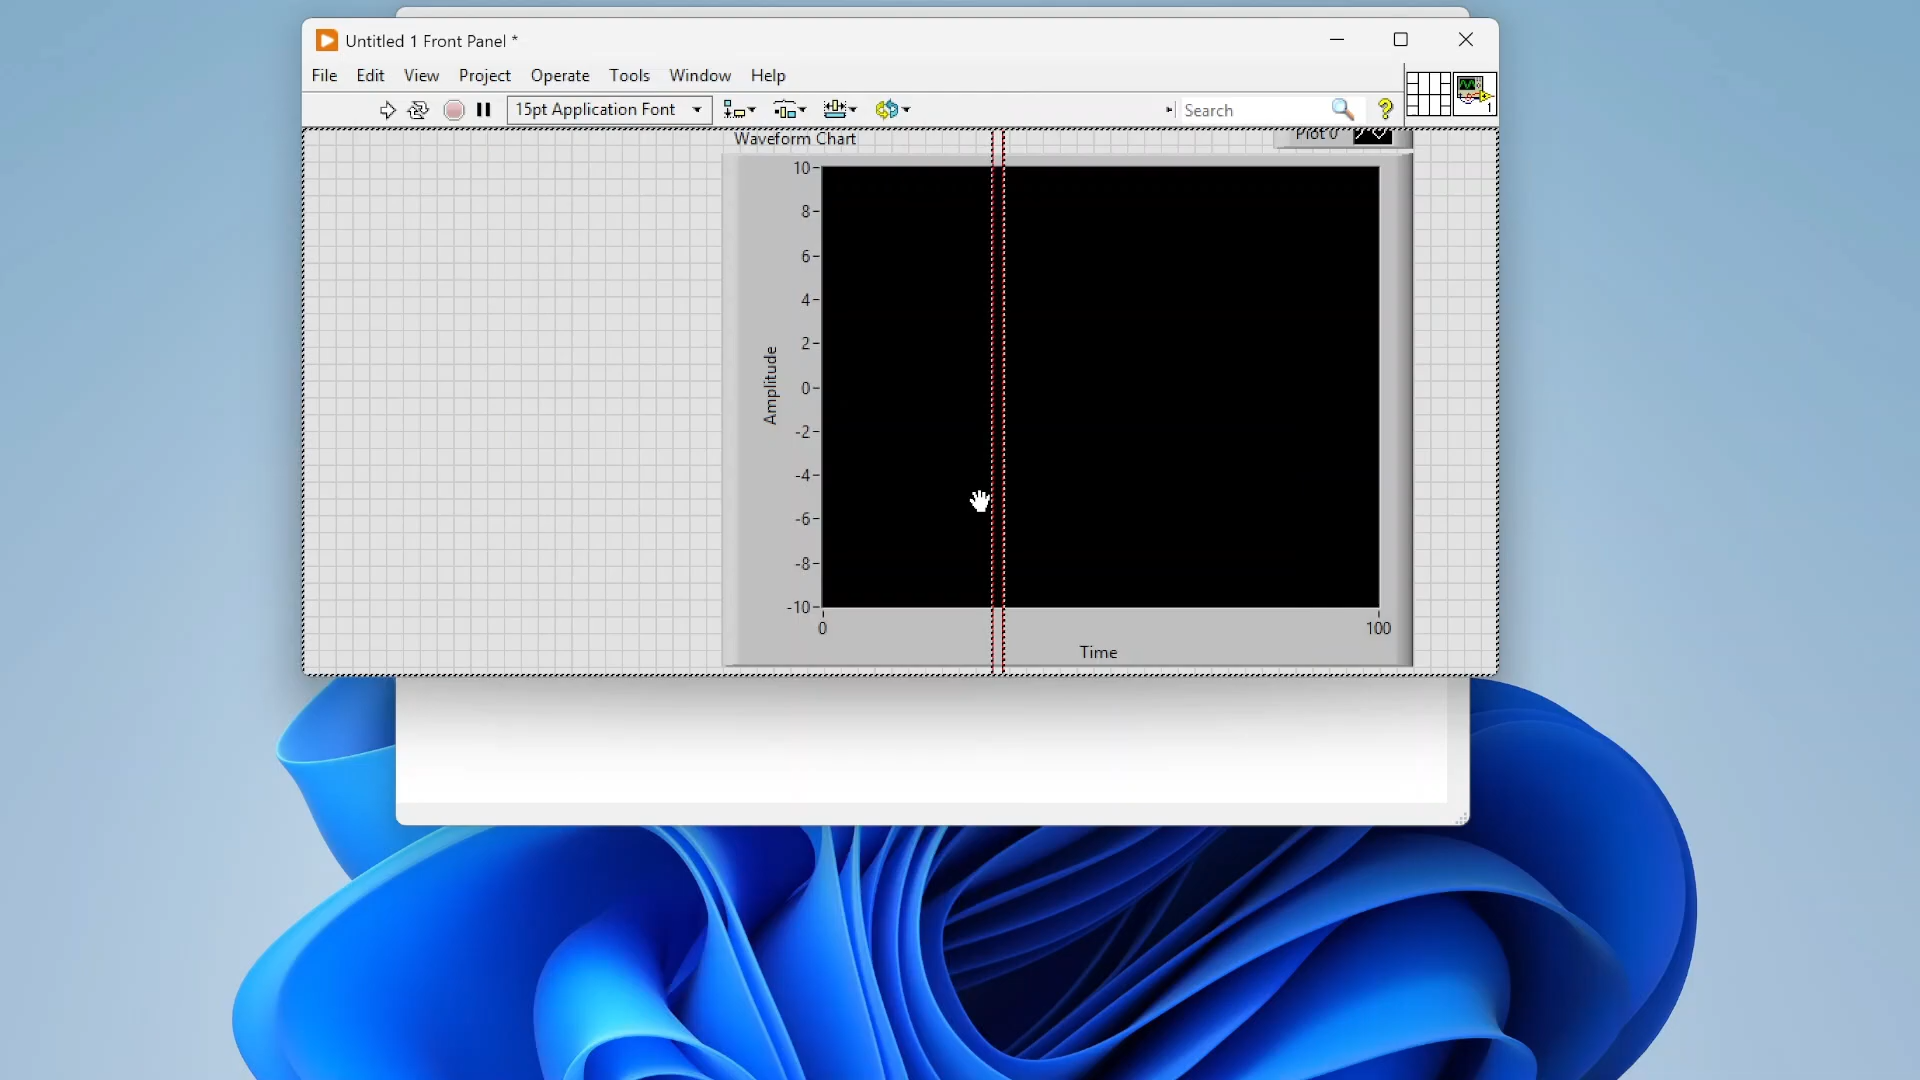 Untitled 1 Front Panel *
File Edit View Project Operate Tools Window Help
15pt Application Font
Search
?
1
Waveform Chart
Plot 0
10
8
6
4
2
0
-2
-4
-6
-8
-10
Amplitude
0
100
Time